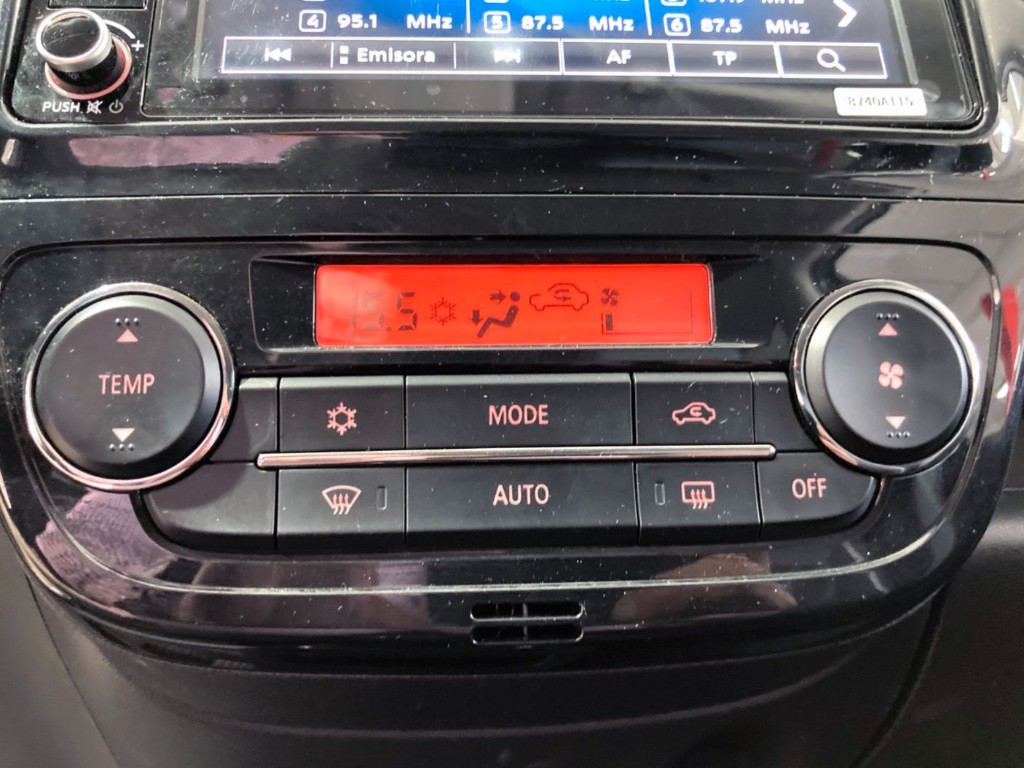 4 95.1 MHz 5 87.5 MHz 6 87.5 MHz
Emisora AF TP
PUSH
8740A115
TEMP
MODE
AUTO
OFF